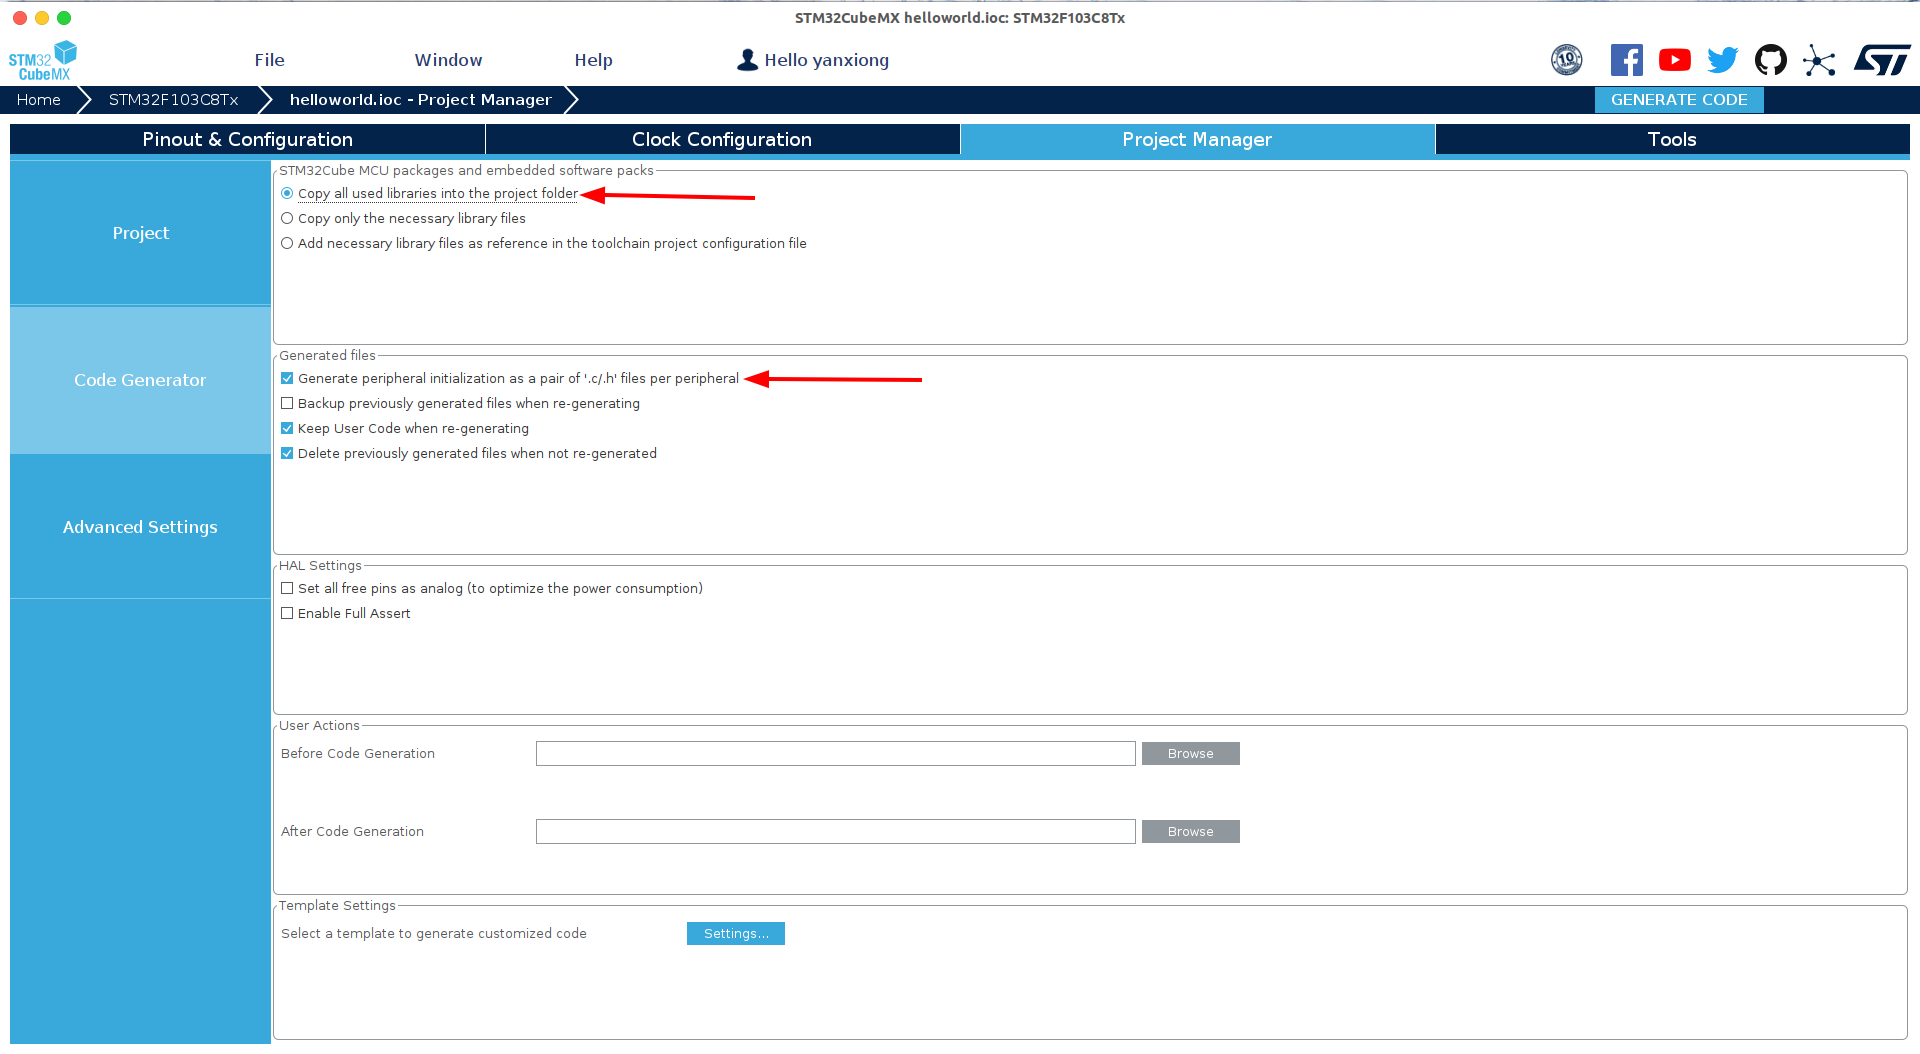 STM32CubeMX helloworld.ioc: STM32F103C8Tx
STM32
CubeMX
File
Window
Help
Hello yanxiong
10
ST
Home
STM32F103C8Tx
helloworld.ioc - Project Manager
GENERATE CODE
Pinout & Configuration
Clock Configuration
Project Manager
Tools
Project
Code Generator
Advanced Settings
STM32Cube MCU packages and embedded software packs
Copy all used libraries into the project folder
Copy only the necessary library files
Add necessary library files as reference in the toolchain project configuration file
Generated files
Generate peripheral initialization as a pair of '.c/.h' files per peripheral
Backup previously generated files when re-generating
Keep User Code when re-generating
Delete previously generated files when not re-generated
HAL Settings
Set all free pins as analog (to optimize the power consumption)
Enable Full Assert
User Actions
Before Code Generation
Browse
After Code Generation
Browse
Template Settings
Select a template to generate customized code
Settings...